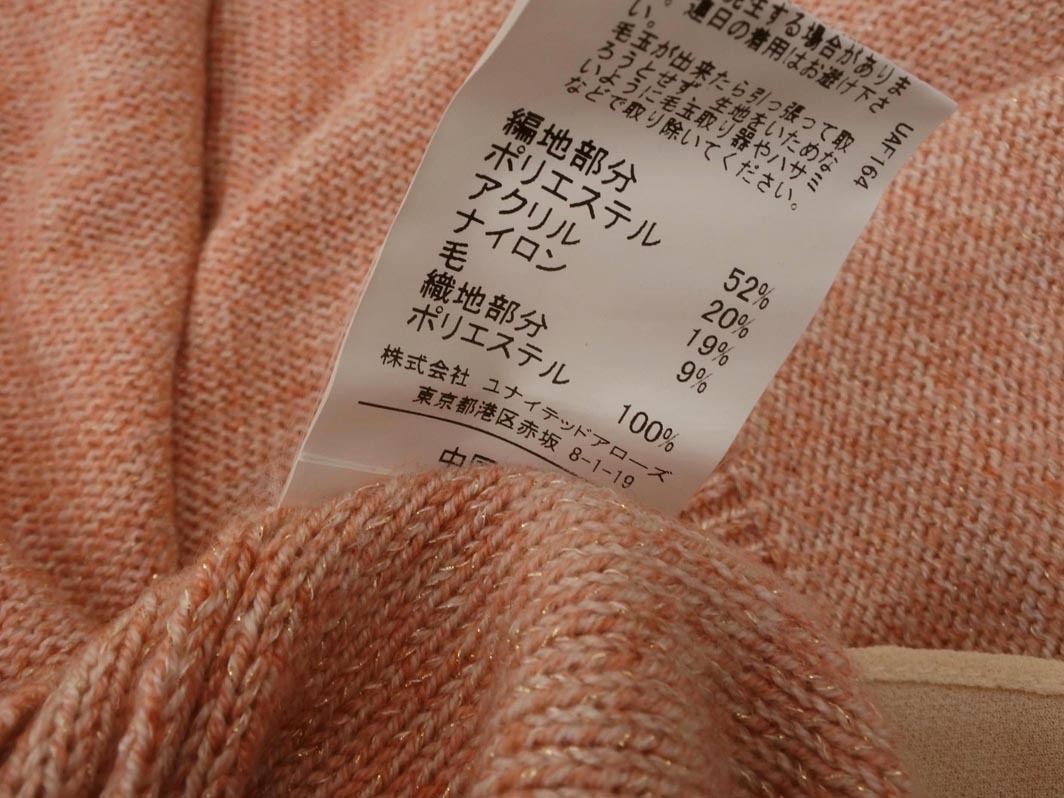 生する場合がありま
い。連日の着用はお避け下さ
い。
毛玉が出来たら引っ張って取
ろうとせず、生地をいためな
いように毛玉取り器やハサミ
などで取り除いてください。
UAF-164
編地部分
ポリエステル 52%
アクリル 20%
ナイロン 19%
毛 9%
織地部分
ポリエステル 100%
株式会社 ユナイテッドアローズ
東京都港区赤坂 8-1-19
中国